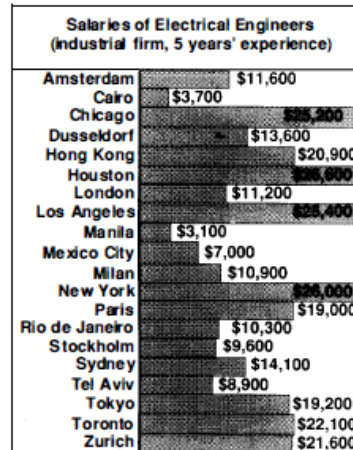 Salaries of Electrical Engineers
(industrial firm, 5 years' experience)
Amsterdam $11,600
Cairo $3,700
Chicago $25,200
Dusseldorf $13,600
Hong Kong $20,900
Houston
London $11,200
Los Angeles $25,400
Manila $3,100
Mexico City $7,000
Milan $10,900
New York $26,000
Paris $19,000
Rio de Janeiro $10,300
Stockholm $9,600
Sydney $14,100
Tel Aviv $8,900
Tokyo $19,200
Toronto $22,100
Zurich $21,600